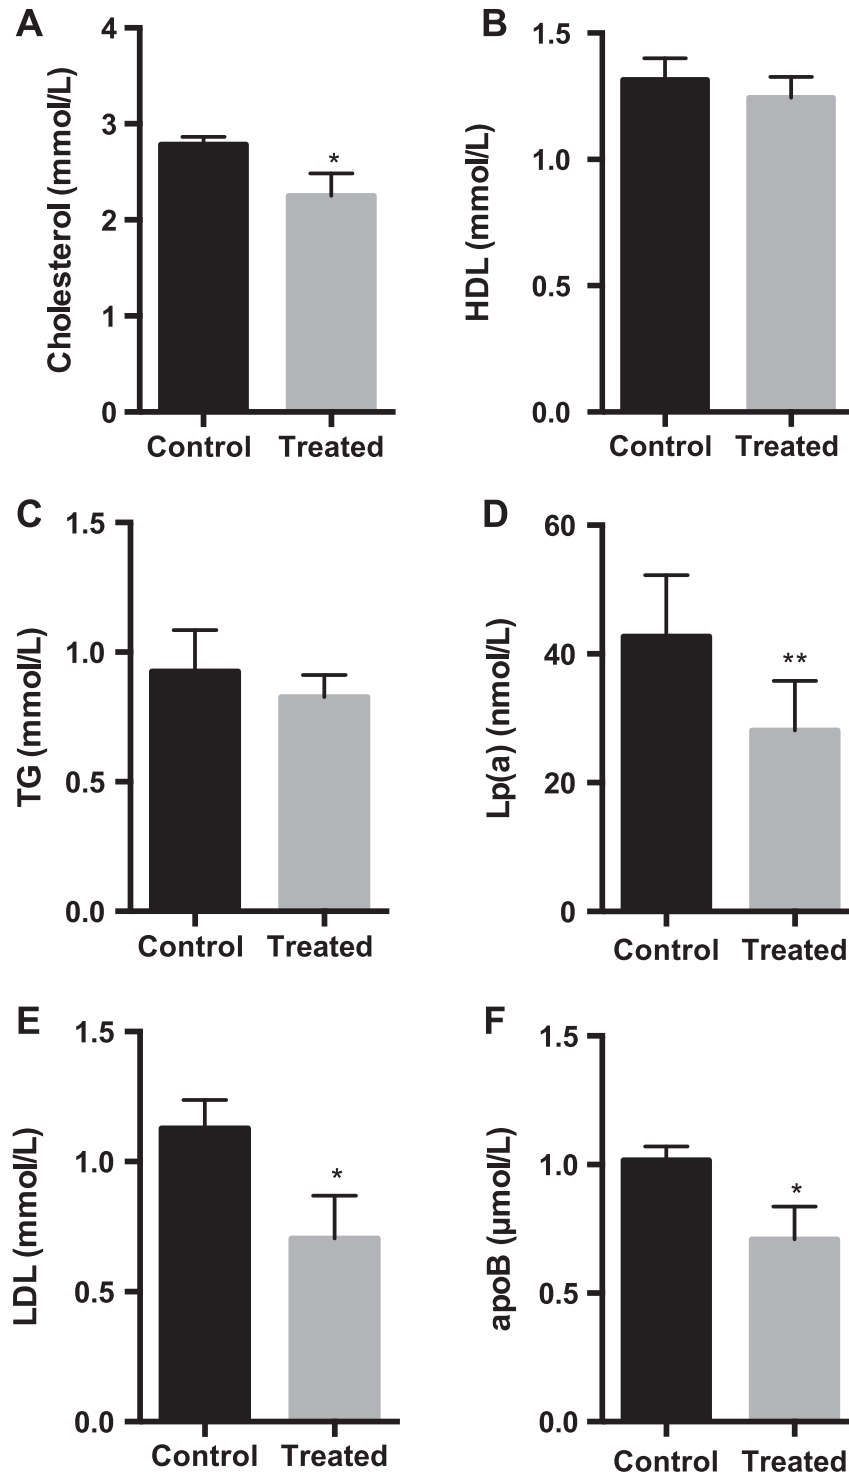 A
Cholesterol (mmol/L)
4
3
2
1
0
*
Control Treated
B
HDL (mmol/L)
1.5
1.0
0.5
0.0
Control Treated
C
TG (mmol/L)
1.5
1.0
0.5
0.0
Control Treated
D
Lp(a) (nmol/L)
60
40
20
0
**
Control Treated
E
LDL (mmol/L)
1.5
1.0
0.5
0.0
*
Control Treated
F
apoB (µmol/L)
1.5
1.0
0.5
0.0
*
Control Treated